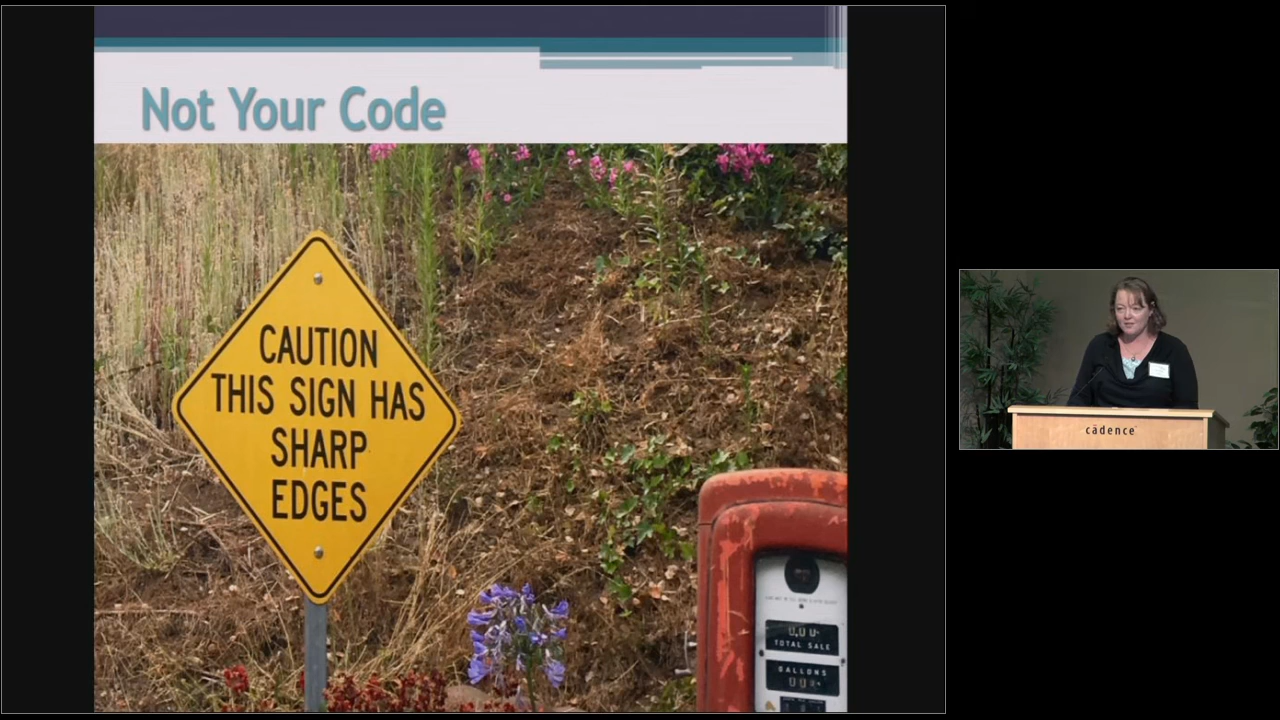 Not Your Code
CAUTION
THIS SIGN HAS
SHARP
EDGES
TOTAL SALE
GALLONS
cādence